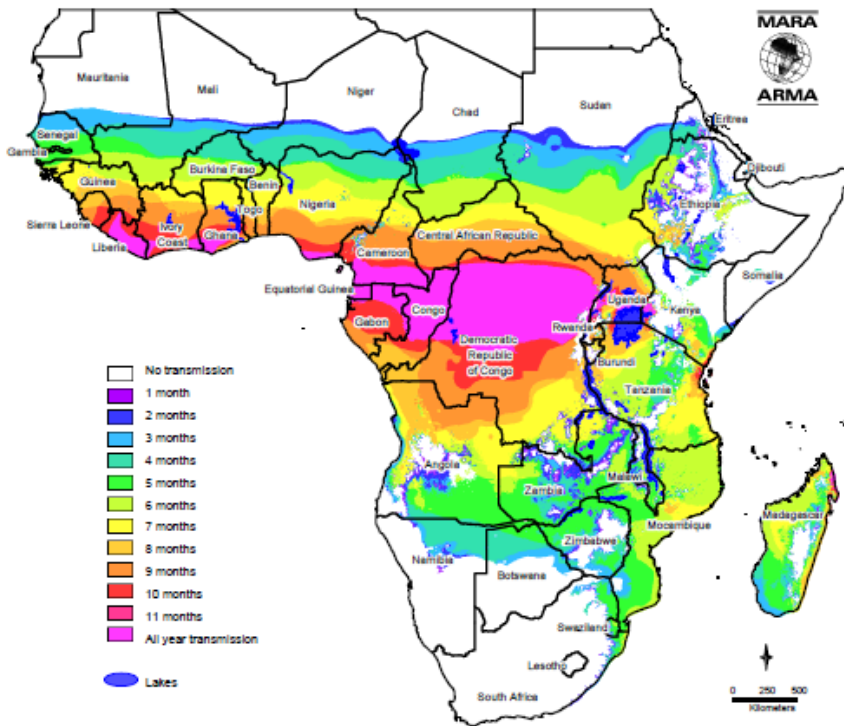 MARA
ARMA
Mauritania
Mali
Niger
Chad
Sudan
Eritrea
Senegal
Gambia
Burkina Faso
Djibouti
Guinea
Benin
Nigeria
Ethiopia
Togo
Sierra Leone
Ivory
Coast
Ghana
Central African Republic
Liberia
Cameroon
Somalia
Equatorial Guinea
Congo
Uganda
Kenya
Gabon
Rwanda
Democratic
Republic
of Congo
Burundi
Tanzania
No transmission
1 month
2 months
3 months
4 months
5 months
6 months
7 months
8 months
9 months
10 months
11 months
All year transmission
Lakes
Angola
Malawi
Zambia
Madagascar
Mocambique
Zimbabwe
Namibia
Botswana
Swaziland
Lesotho
South Africa
0 250 500
Kilometers